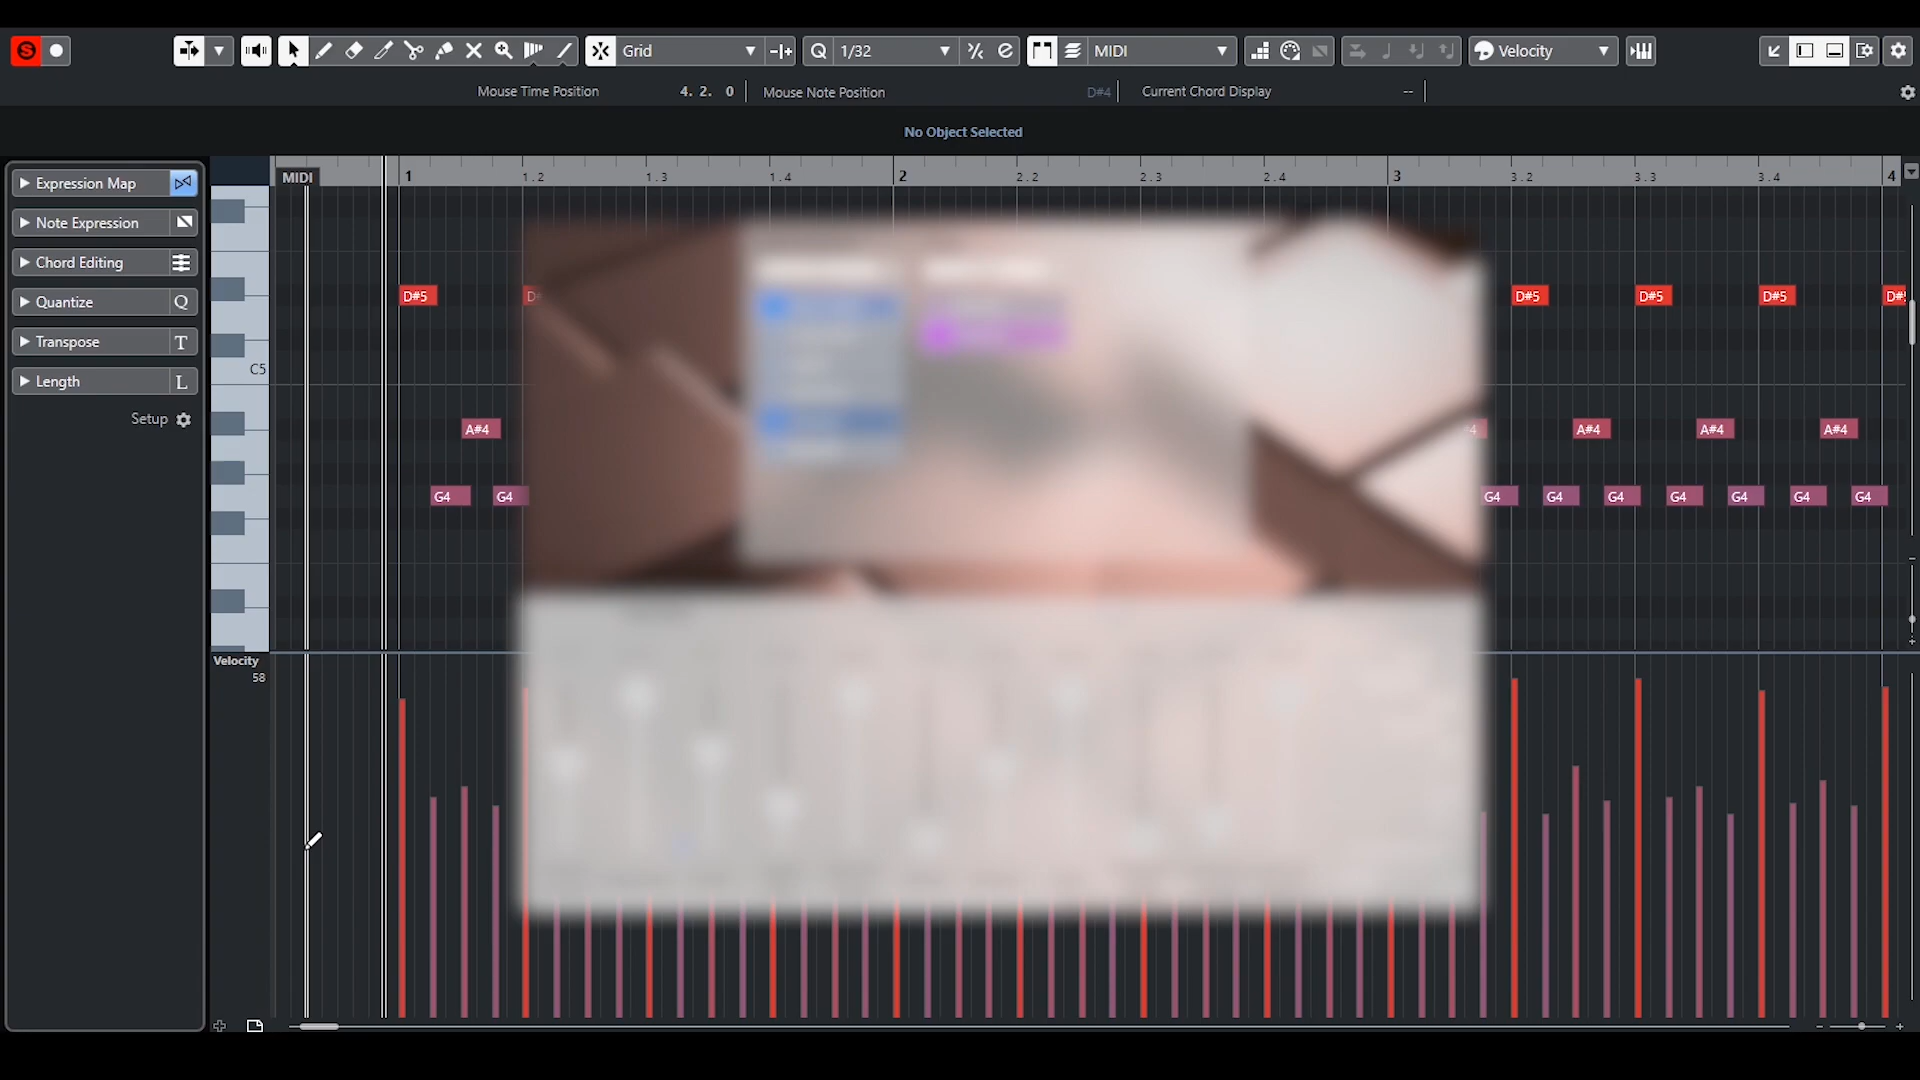 S Grid Q 1/32 MIDI Velocity
Mouse Time Position 4. 2. 0 Mouse Note Position D#4 Current Chord Display --
No Object Selected
MIDI 1 1.2 1.3 1.4 2 2.2 2.3 2.4 3 3.2 3.3 3.4 4
Expression Map
Note Expression
Chord Editing
Quantize Q
Transpose T
Length L
Setup
D#5 D#5 D#5 D#5
C5
A#4 A#4 A#4 A#4
G4 G4 G4 G4 G4 G4 G4 G4 G4
Velocity
58